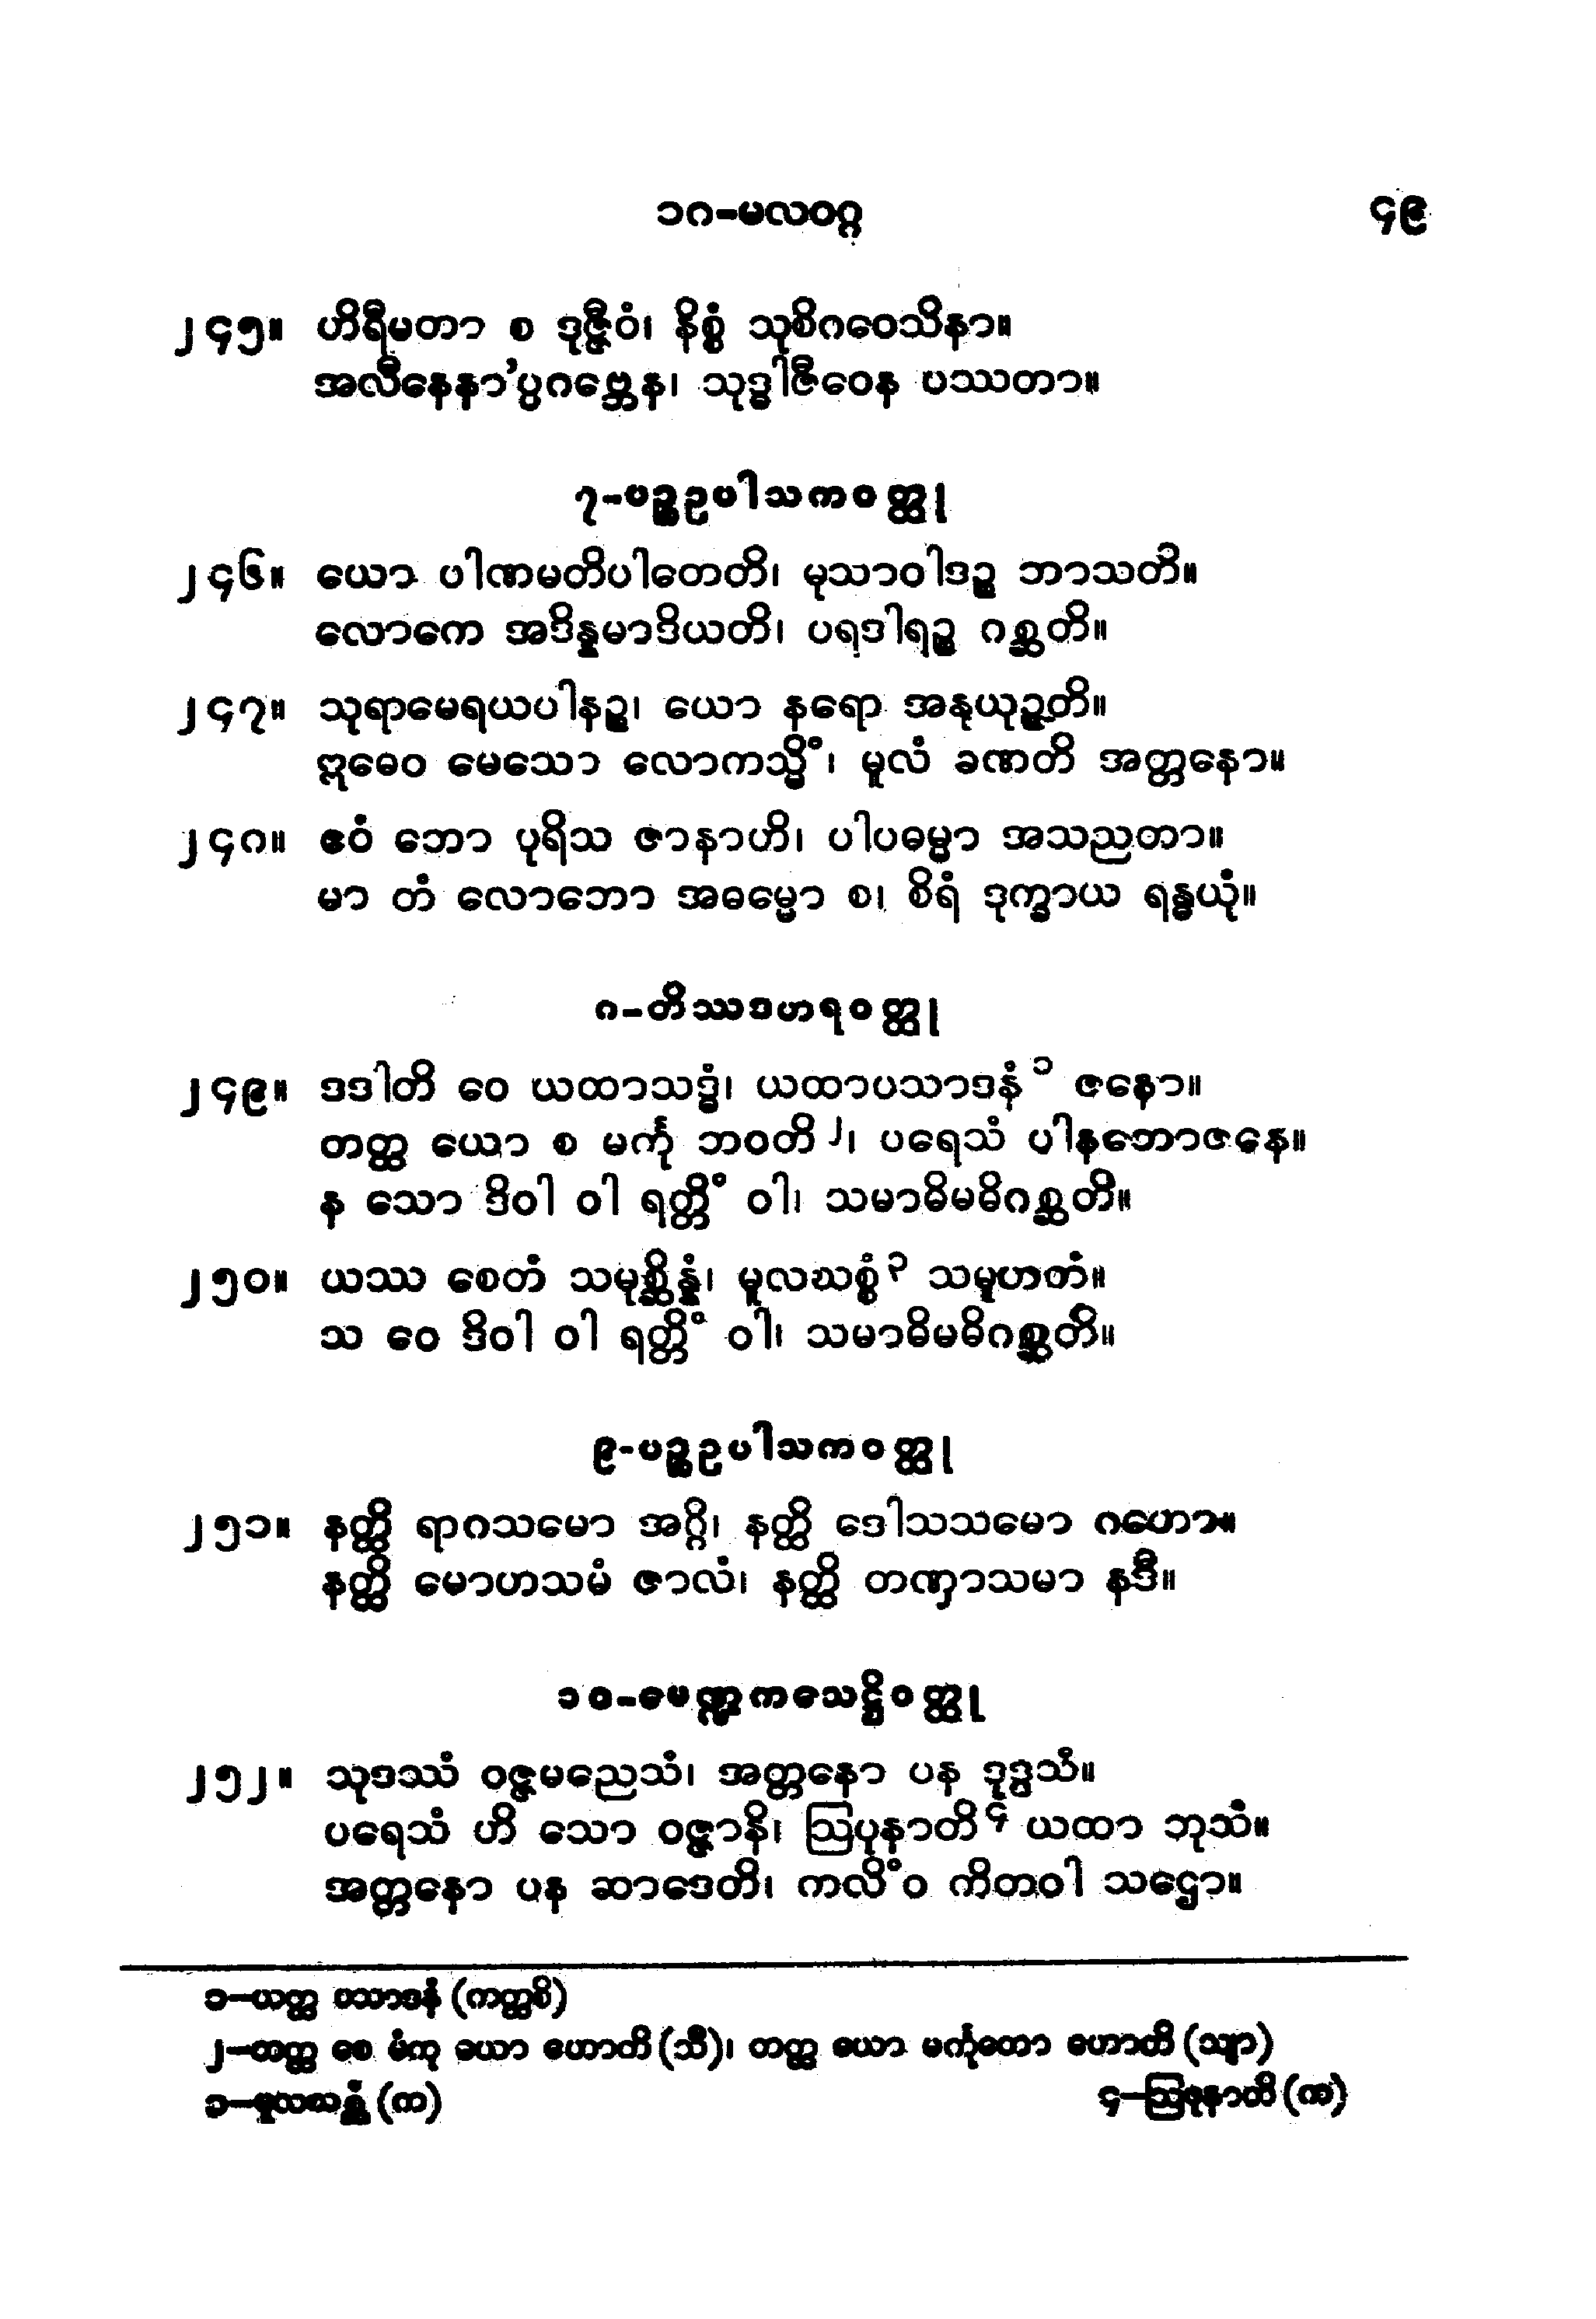 ၁၈-မလဝဂ္ဂ ၄၉
၂၄၅။ ဟိရီမတာ စ ဒုဇ္ဇီဝံ၊ နိစ္စံ သုစိဂဝေသိနာ။
အလီနေနာ'ပ္ပဂဗ္ဘေန၊ သုဒ္ဓါဇီဝေန ပဿတာ။
၇-ပဉ္စဥပါသကဝတ္ထု
၂၄၆။ ယော ပါဏမတိပါတေတိ၊ မုသာဝါဒဉ္စ ဘာသတိ။
လောကေ အဒိန္နမာဒိယတိ၊ ပရဒါရဉ္စ ဂစ္ဆတိ။
၂၄၇။ သုရာမေရယပါနဉ္စ၊ ယော နရော အနုယုဉ္ဇတိ။
ဣဓေဝ မေသော လောကသ္မိံ၊ မူလံ ခဏတိ အတ္တနော။
၂၄၈။ ဧဝံ ဘော ပုရိသ ဇာနာဟိ၊ ပါပဓမ္မာ အသညတာ။
မာ တံ လောဘော အဓမ္မော စ၊ စိရံ ဒုက္ခာယ ရန္ဓယုံ။
၈-တိဿဒဟရဝတ္ထု
၂၄၉။ ဒဒါတိ ဝေ ယထာသဒ္ဓံ၊ ယထာပသာဒနံ ၁ ဇနော။
တတ္ထ ယော စ မင်္ကု ဘဝတိ ၂၊ ပရေသံ ပါနဘောဇနေ။
န သော ဒိဝါ ဝါ ရတ္တိံ ဝါ၊ သမာဓိမဓိဂစ္ဆတိ။
၂၅၀။ ယဿ စေတံ သမုစ္ဆိန္နံ၊ မူလဃစ္စံ ၃ သမူဟတံ။
သ ဝေ ဒိဝါ ဝါ ရတ္တိံ ဝါ၊ သမာဓိမဓိဂစ္ဆတိ။
၉-ပဉ္စဥပါသကဝတ္ထု
၂၅၁။ နတ္ထိ ရာဂသမော အဂ္ဂိ၊ နတ္ထိ ဒေါသသမော ဂဟော။
နတ္ထိ မောဟသမံ ဇာလံ၊ နတ္ထိ တဏှာသမာ နဒီ။
၁၀-မေဏ္ဍကသေဋ္ဌိဝတ္ထု
၂၅၂။ သုဒဿံ ဝဇ္ဇမညေသံ၊ အတ္တနော ပန ဒုဒ္ဒသံ။
ပရေသံ ဟိ သော ဝဇ္ဇာနိ၊ ဩပုနာတိ ၄ ယထာ ဘုသံ။
အတ္တနော ပန ဆာဒေတိ၊ ကလိံဝ ကိတဝါ သဌော။
၁-ယတ္ထ ပသာဒနံ (ကတ္ထစိ)
၂-တတ္ထ စေ မံကု ယော ဟောတိ (သီ)၊ တတ္ထ ယော မင်္ကုတော ဟောတိ (သျာ)
၃-မူလဃစ္ဆံ (က) ၄-ဩဖုနာတိ (က)